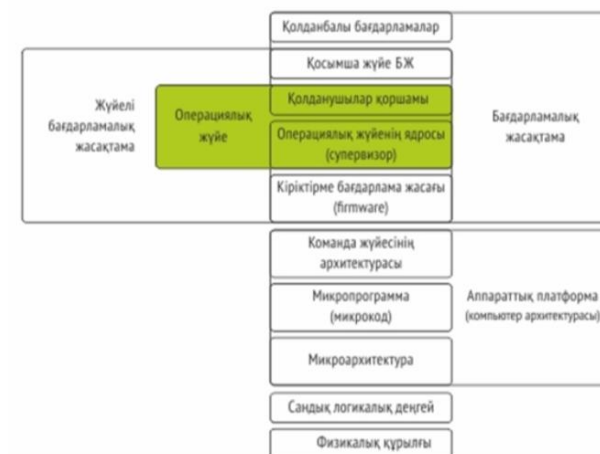 Қолданбалы бағдарламалар
Қосымша жүйе БЖ
Жүйелі
бағдарламалық
жасақтама
Операциялық
жүйе
Қолданушылар қоршамы
Операциялық жүйенің ядросы
(супервизор)
Кіріктірме бағдарлама жасағы
(firmware)
Бағдарламалық
жасақтама
Команда жүйесінің
архитектурасы
Микропрограмма
(микрокод)
Микроархитектура
Аппараттық платформа
(компьютер архитектурасы)
Сандық логикалық деңгей
Физикалық құрылғы